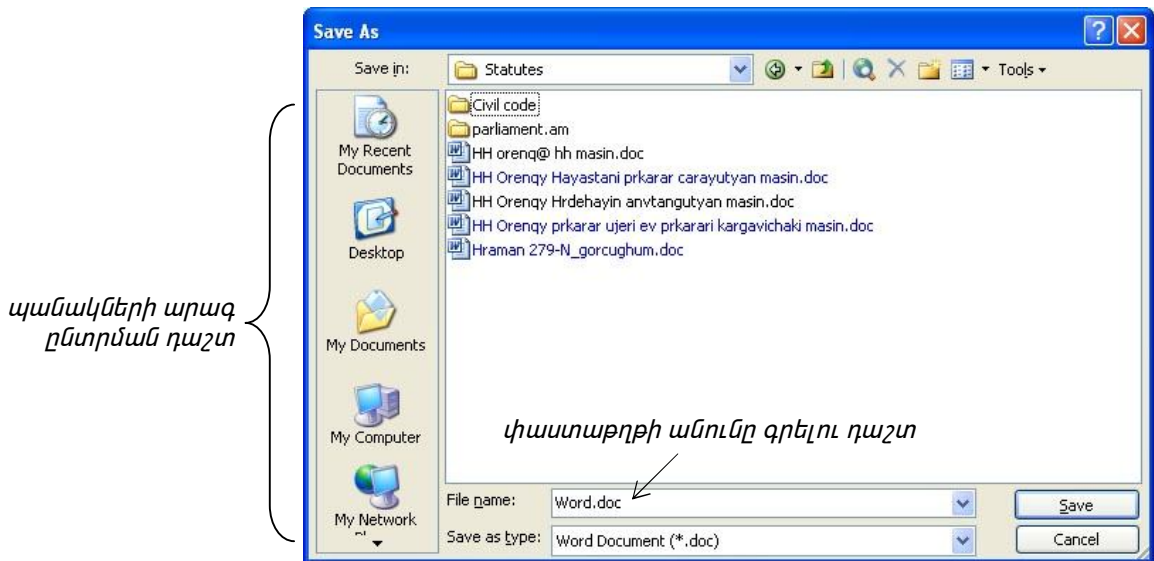 Save As
Save in:
Statutes
Tools
My Recent
Documents
Desktop
My Documents
My Computer
My Network
Civil code
parliament.am
HH orenq@ hh masin.doc
HH Orenqy Hayastani prkarar carayutyan masin.doc
HH Orenqy Hrdehayin anvtangutyan masin.doc
HH Orenqy prkarar ujeri ev prkarari kargavichaki masin.doc
Hraman 279-N_gorcughum.doc
պանակների արագ
ընտրման դաշտ
փաստաթղթի անունը գրելու դաշտ
File name:
Word.doc
Save
Save as type:
Word Document (*.doc)
Cancel